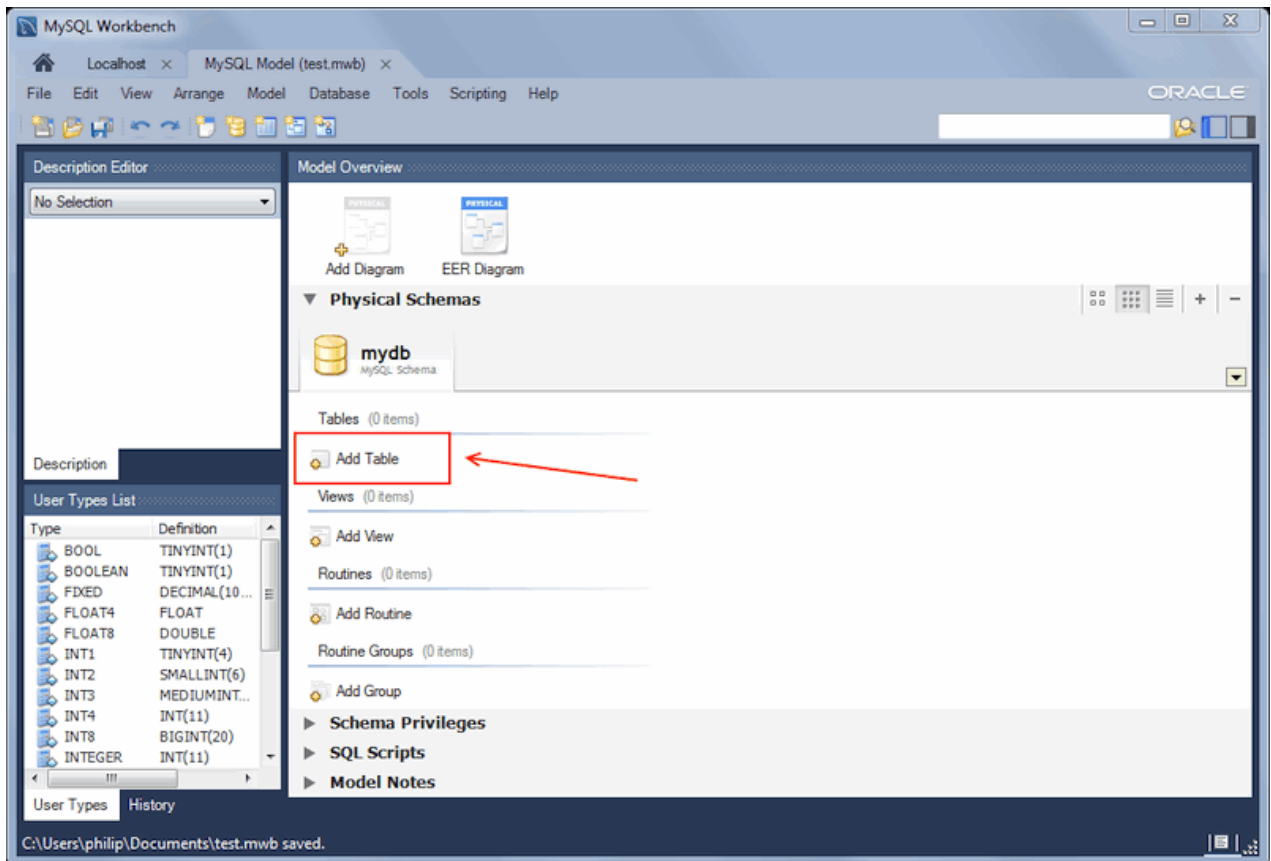 MySQL Workbench
Localhost
MySQL Model (test.mwb)
File Edit View Arrange Model Database Tools Scripting Help
ORACLE
Description Editor
No Selection
Description
User Types List
Type Definition
BOOL TINYINT(1)
BOOLEAN TINYINT(1)
FIXED DECIMAL(10...
FLOAT4 FLOAT
FLOAT8 DOUBLE
INT1 TINYINT(4)
INT2 SMALLINT(6)
INT3 MEDIUMINT...
INT4 INT(11)
INT8 BIGINT(20)
INTEGER INT(11)
User Types History
Model Overview
PHYSICAL PHYSICAL
Add Diagram EER Diagram
Physical Schemas
mydb
MySQL Schema
Tables (0 items)
Add Table
Views (0 items)
Add View
Routines (0 items)
Add Routine
Routine Groups (0 items)
Add Group
Schema Privileges
SQL Scripts
Model Notes
C:\Users\philip\Documents\test.mwb saved.